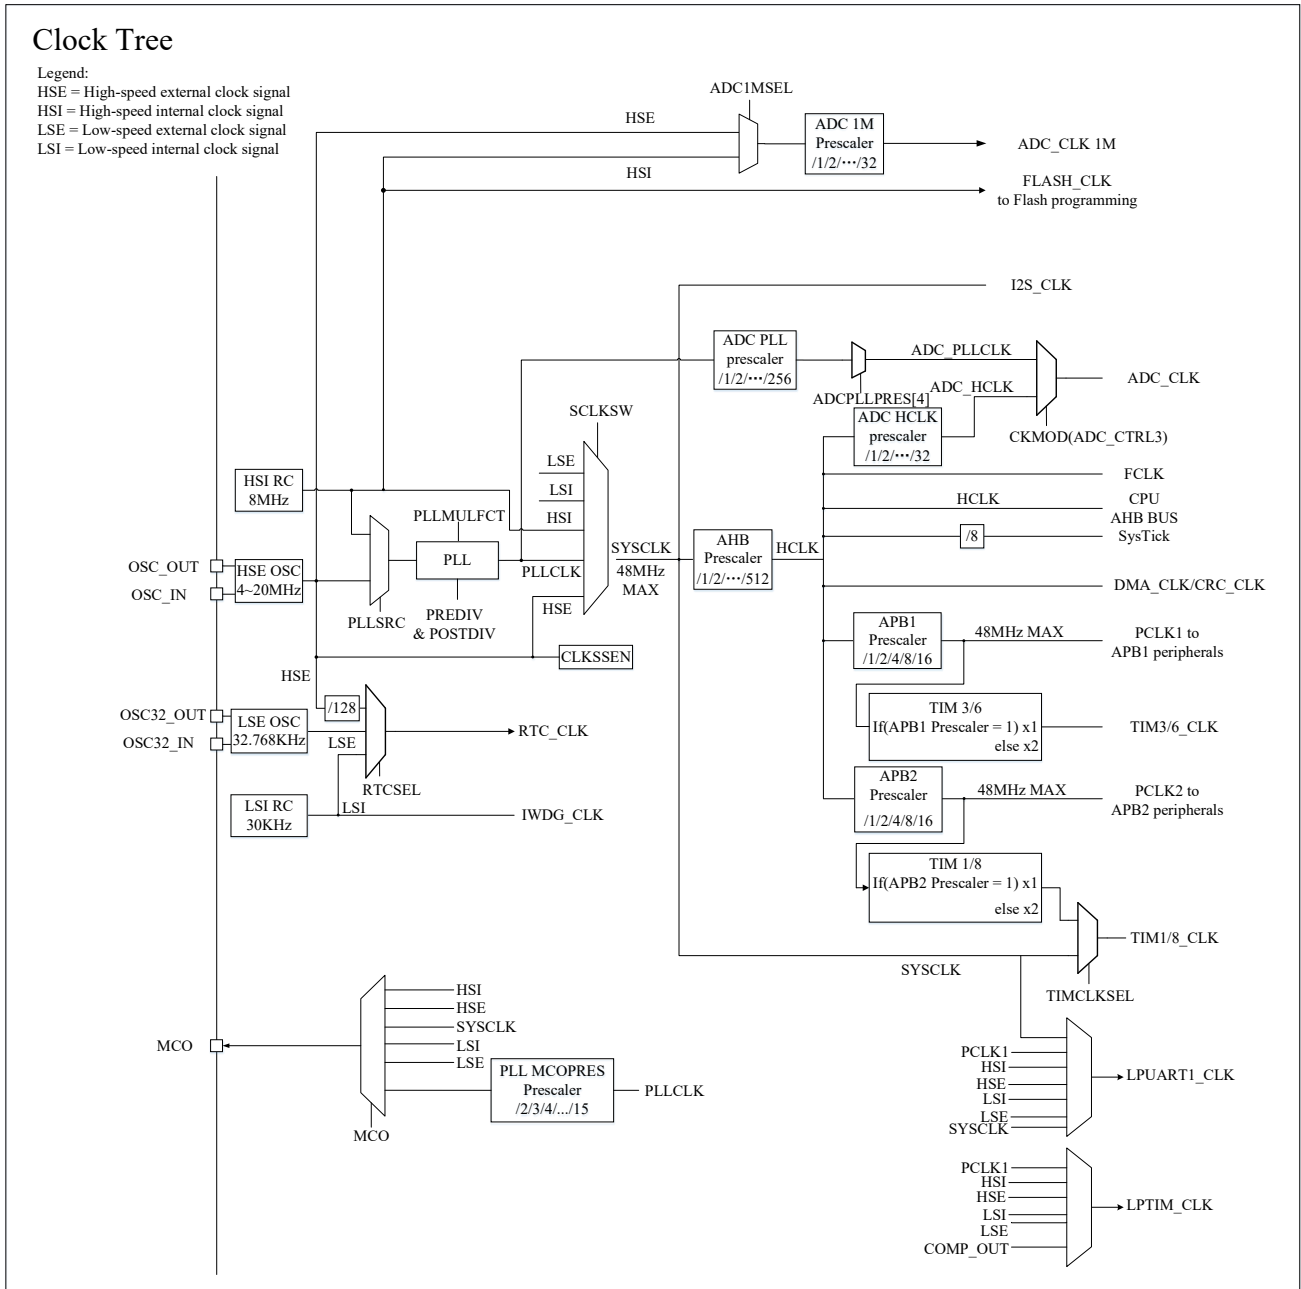 Clock Tree
Legend:
HSE = High-speed external clock signal
HSI = High-speed internal clock signal
LSE = Low-speed external clock signal
LSI = Low-speed internal clock signal
ADC1MSEL
HSE
ADC 1M
Prescaler
/1/2/···/32
ADC_CLK 1M
HSI
FLASH_CLK
to Flash programming
I2S_CLK
ADC PLL
prescaler
/1/2/···/256
ADC_PLLCLK
ADCPLLPRES[4]
ADC_HCLK
ADC_CLK
ADC HCLK
prescaler
/1/2/···/32
CKMOD(ADC_CTRL3)
SCLKSW
LSE
LSI
HSI
PLLCLK
HSE
HSI RC
8MHz
PLLMULFCT
PLL
PREDIV
& POSTDIV
PLLSRC
OSC_OUT
OSC_IN
HSE OSC
4~20MHz
SYSCLK
48MHz
MAX
AHB
Prescaler
/1/2/···/512
HCLK
FCLK
HCLK
CPU
AHB BUS
/8
SysTick
DMA_CLK/CRC_CLK
CLKSSEN
APB1
Prescaler
/1/2/4/8/16
48MHz MAX
PCLK1 to
APB1 peripherals
HSE
/128
OSC32_OUT
OSC32_IN
LSE OSC
32.768KHz
LSE
RTC_CLK
RTCSEL
TIM 3/6
If(APB1 Prescaler = 1) x1
else x2
TIM3/6_CLK
LSI RC
30KHz
LSI
IWDG_CLK
APB2
Prescaler
/1/2/4/8/16
48MHz MAX
PCLK2 to
APB2 peripherals
TIM 1/8
If(APB2 Prescaler = 1) x1
else x2
TIM1/8_CLK
SYSCLK
TIMCLKSEL
MCO
HSI
HSE
SYSCLK
LSI
LSE
PLL MCOPRES
Prescaler
/2/3/4/.../15
PLLCLK
MCO
PCLK1
HSI
HSE
LSI
LSE
SYSCLK
LPUART1_CLK
PCLK1
HSI
HSE
LSI
LSE
COMP_OUT
LPTIM_CLK